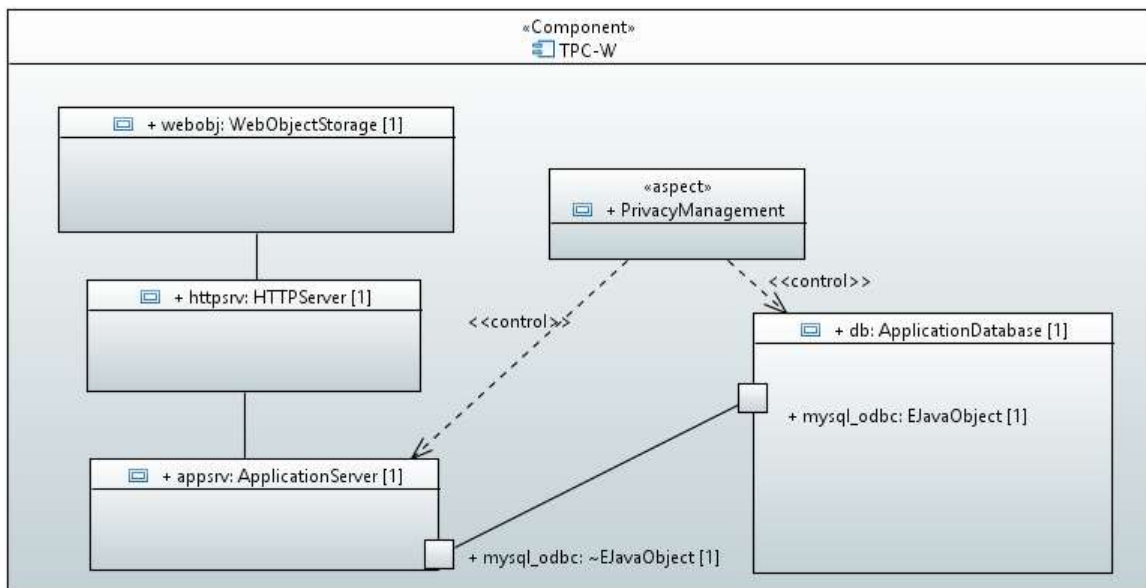 «Component»
TPC-W
+ webobj: WebObjectStorage [1]
«aspect»
+ PrivacyManagement
<<control>>
+ httpsrv: HTTPServer [1]
<<control>>
+ db: ApplicationDatabase [1]
+ mysql_odbc: EJavaObject [1]
+ appsrv: ApplicationServer [1]
+ mysql_odbc: ~EJavaObject [1]